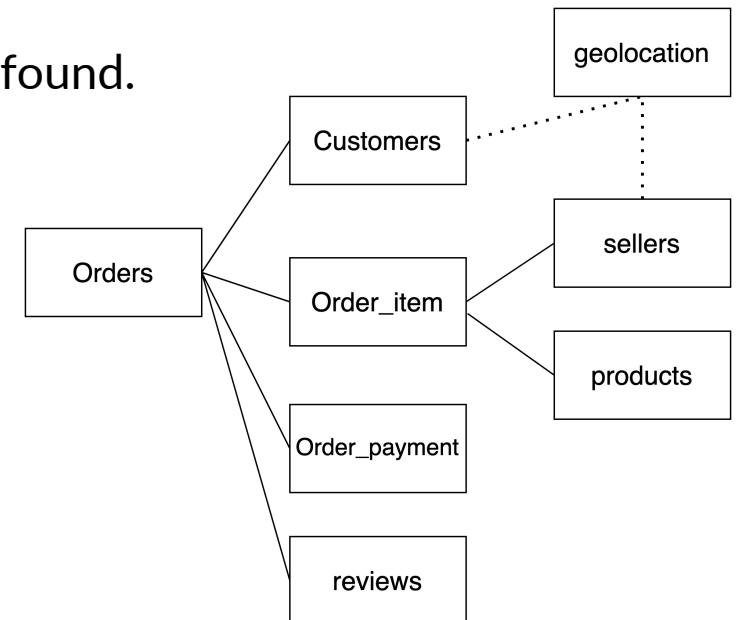 found.
geolocation
Customers
sellers
Orders
Order_item
products
Order_payment
reviews